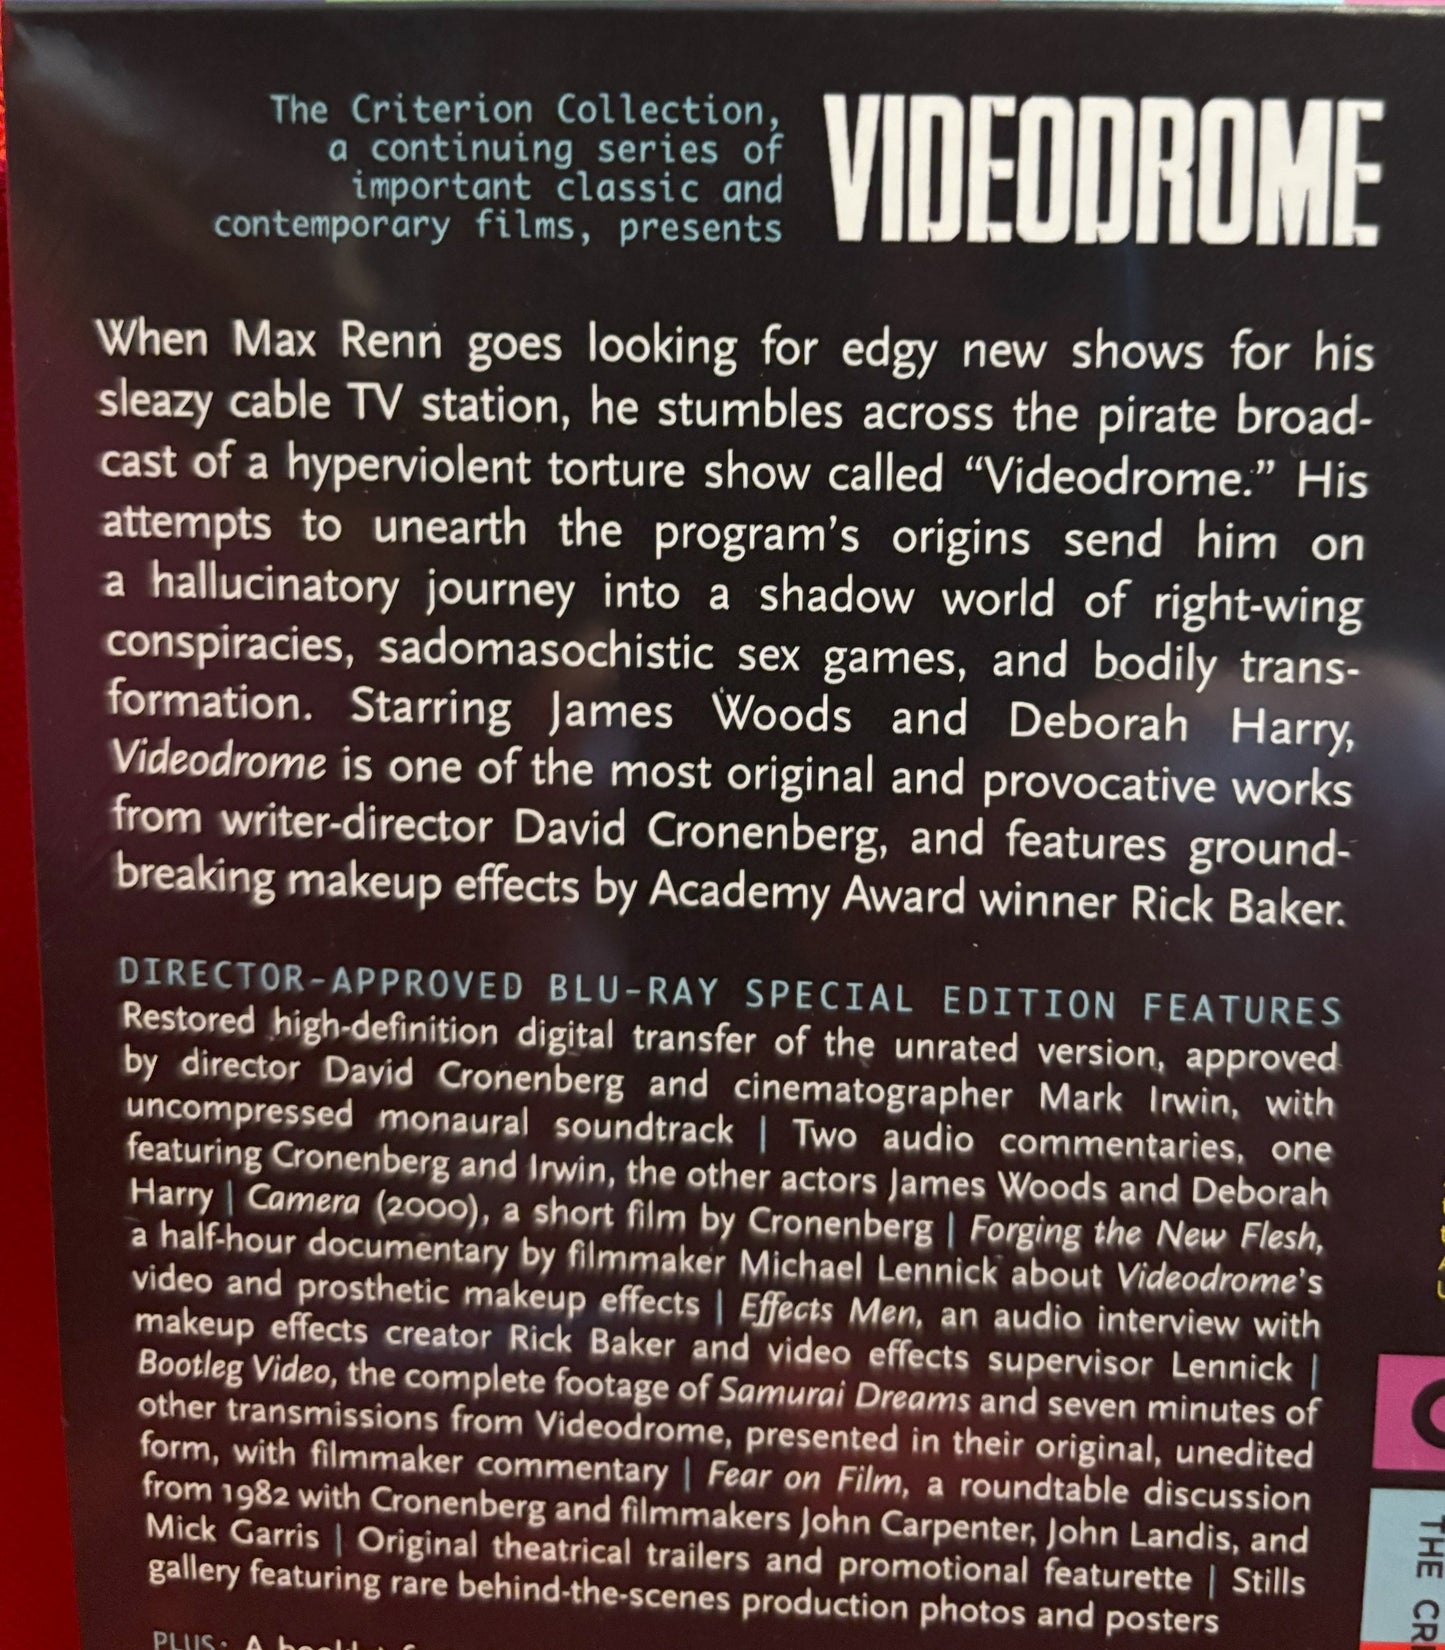 The Criterion Collection,
a continuing series of
important classic and
contemporary films, presents
VIDEODROME
When Max Renn goes looking for edgy new shows for his
sleazy cable TV station, he stumbles across the pirate broad-
cast of a hyperviolent torture show called “Videodrome.” His
attempts to unearth the program’s origins send him on
a hallucinatory journey into a shadow world of right-wing
conspiracies, sadomasochistic sex games, and bodily trans-
formation. Starring James Woods and Deborah Harry,
Videodrome is one of the most original and provocative works
from writer-director David Cronenberg, and features ground-
breaking makeup effects by Academy Award winner Rick Baker.
DIRECTOR-APPROVED BLU-RAY SPECIAL EDITION FEATURES
Restored high-definition digital transfer of the unrated version, approved
by director David Cronenberg and cinematographer Mark Irwin, with
uncompressed monaural soundtrack | Two audio commentaries, one
featuring Cronenberg and Irwin, the other actors James Woods and Deborah
Harry | Camera (2000), a short film by Cronenberg | Forging the New Flesh,
a half-hour documentary by filmmaker Michael Lennick about Videodrome’s
video and prosthetic makeup effects | Effects Men, an audio interview with
makeup effects creator Rick Baker and video effects supervisor Lennick |
Bootleg Video, the complete footage of Samurai Dreams and seven minutes of
other transmissions from Videodrome, presented in their original, unedited
form, with filmmaker commentary | Fear on Film, a roundtable discussion
from 1982 with Cronenberg and filmmakers John Carpenter, John Landis, and
Mick Garris | Original theatrical trailers and promotional featurette | Stills
gallery featuring rare behind-the-scenes production photos and posters
PLUS: A
THE